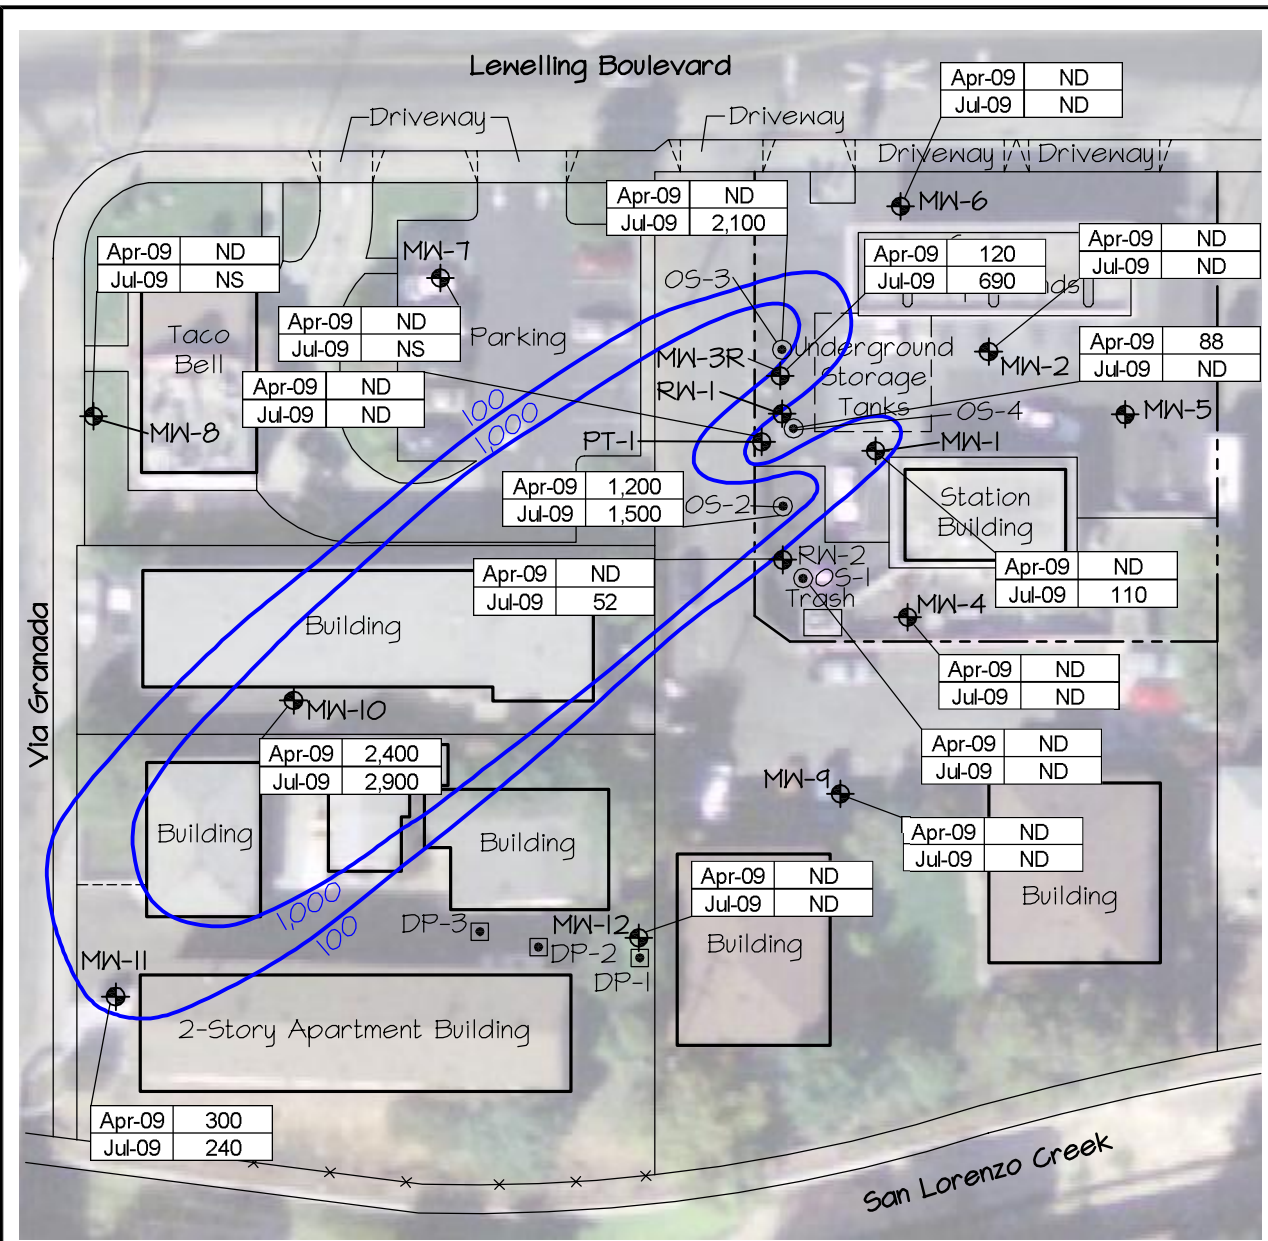 Lewelling Boulevard
Apr-09 ND
Jul-09 ND
Driveway
Driveway
Driveway
Driveway
MW-6
Apr-09 ND
Jul-09 2,100
Apr-09 ND
Jul-09 NS
MW-7
Apr-09 120
Jul-09 690
Apr-09 ND
Jul-09 ND
OS-3
Taco
Bell
Apr-09 ND
Jul-09 NS
Parking
MW-3R
Underground
Storage
Tanks
MW-2
Apr-09 88
Jul-09 ND
Apr-09 ND
Jul-09 ND
100
1,000
RW-1
OS-4
MW-5
MW-8
PT-1
MW-1
Apr-09 1,200
Jul-09 1,500
OS-2
Station
Building
Apr-09 ND
Jul-09 52
RW-2
OS-1
Trash
Apr-09 ND
Jul-09 110
MW-4
Building
Via Granada
Apr-09 ND
Jul-09 ND
MW-10
Apr-09 2,400
Jul-09 2,900
Apr-09 ND
Jul-09 ND
MW-9
Building
Building
Apr-09 ND
Jul-09 ND
Apr-09 ND
Jul-09 ND
Building
1,000
100
DP-3
MW-12
DP-2
DP-1
Building
MW-11
2-Story Apartment Building
Apr-09 300
Jul-09 240
San Lorenzo Creek